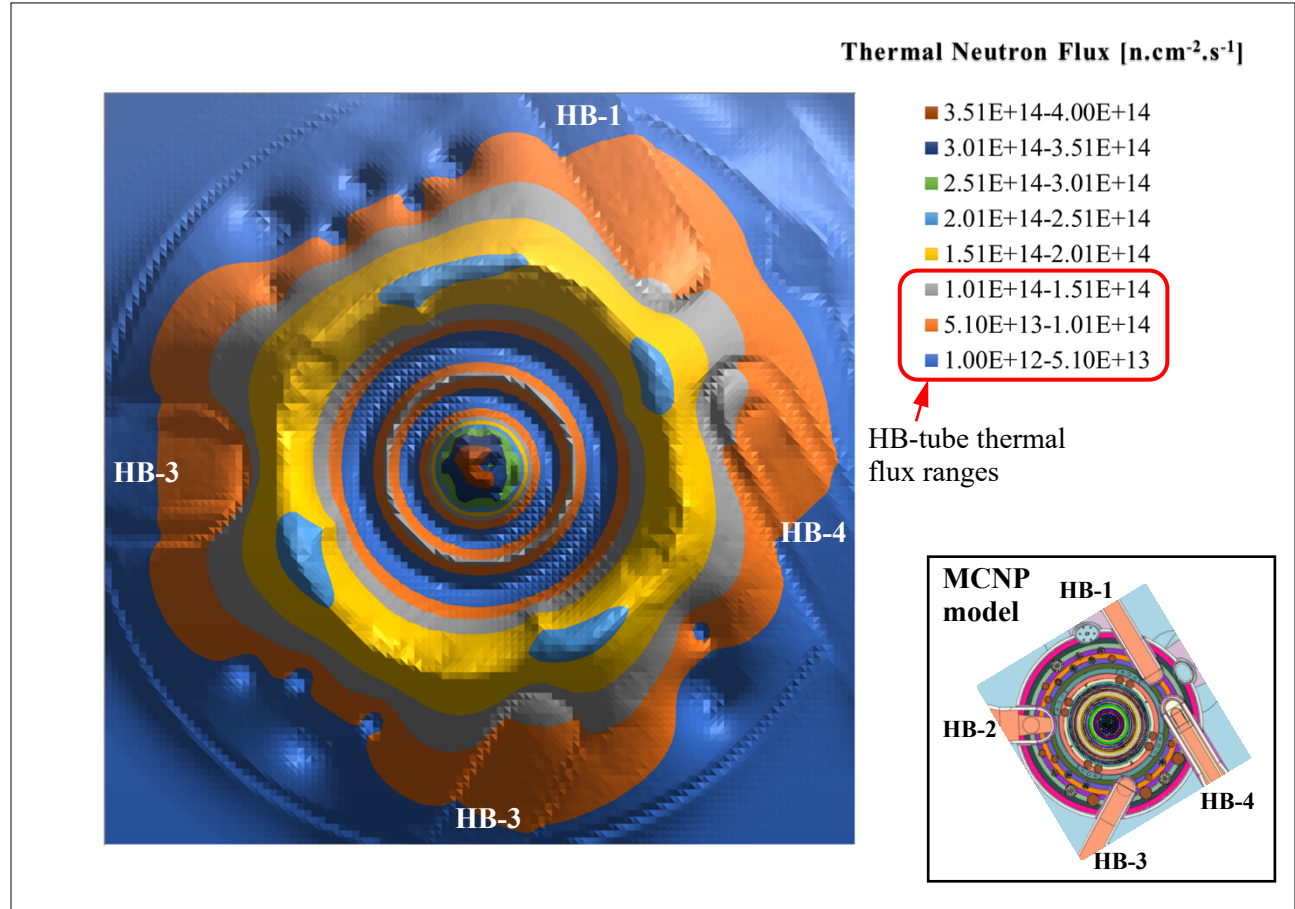 Thermal Neutron Flux [n.cm⁻².s⁻¹]
HB-1
HB-3
HB-4
HB-3
3.51E+14-4.00E+14
3.01E+14-3.51E+14
2.51E+14-3.01E+14
2.01E+14-2.51E+14
1.51E+14-2.01E+14
1.01E+14-1.51E+14
5.10E+13-1.01E+14
1.00E+12-5.10E+13
HB-tube thermal
flux ranges
MCNP
model
HB-1
HB-2
HB-4
HB-3